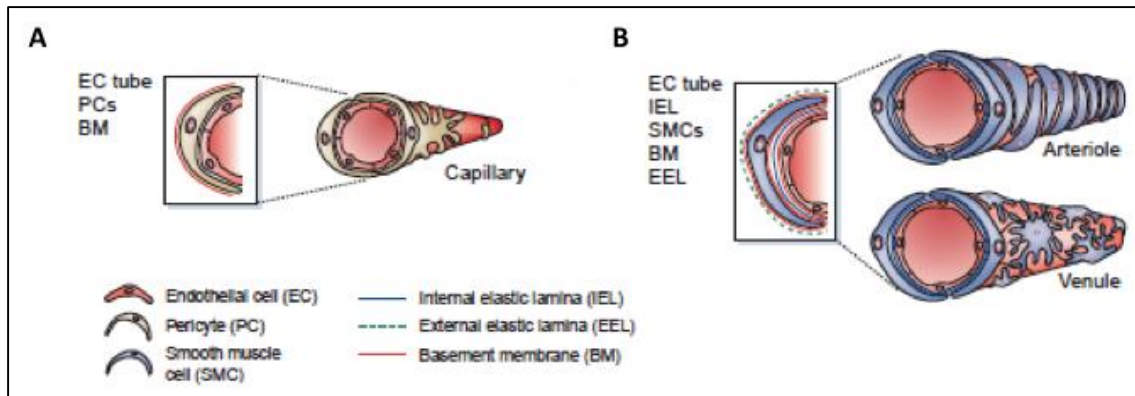 A
EC tube
PCs
BM
Capillary
B
EC tube
IEL
SMCs
BM
EEL
Arteriole
Venule
Endothelial cell (EC)
Pericyte (PC)
Smooth muscle
cell (SMC)
Internal elastic lamina (IEL)
External elastic lamina (EEL)
Basement membrane (BM)